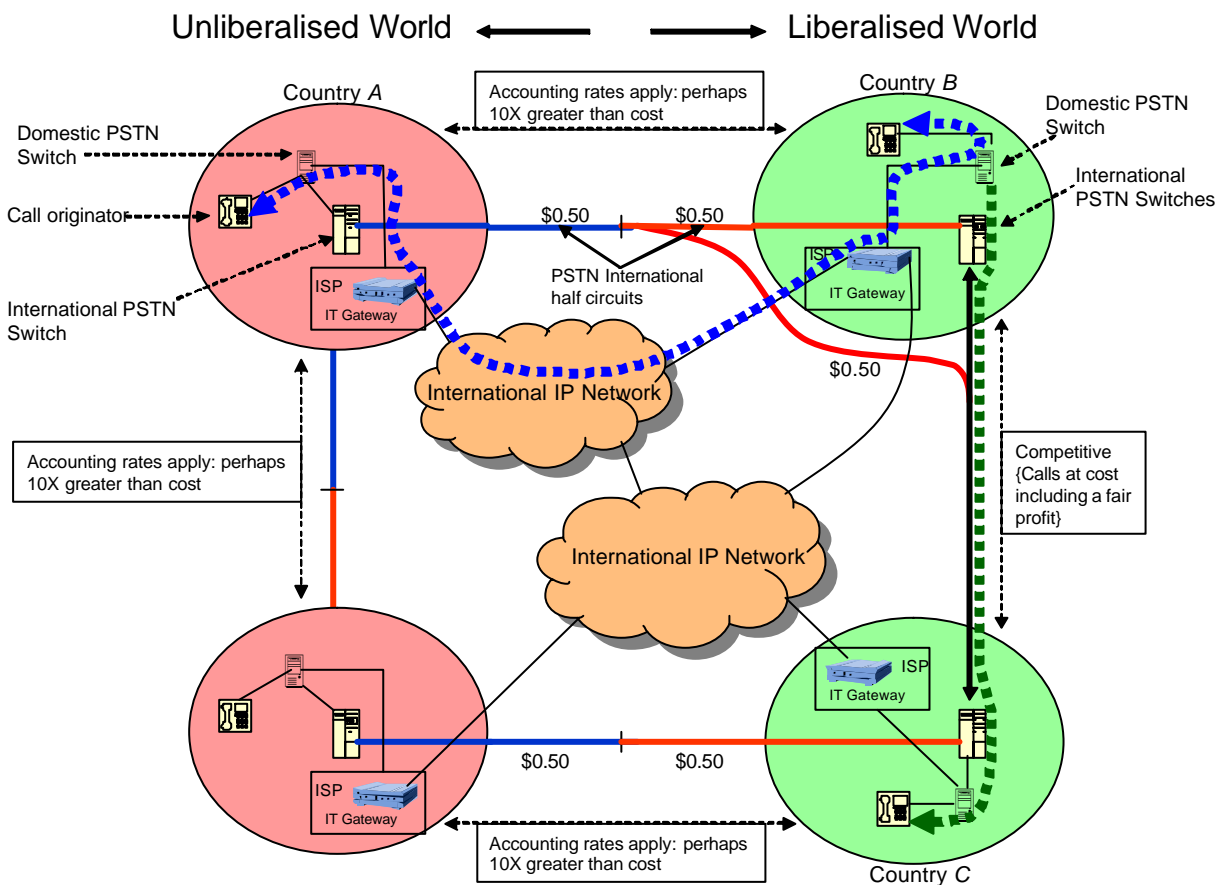 Unliberalised World
Liberalised World
Country A
Accounting rates apply: perhaps
10X greater than cost
Country B
Domestic PSTN
Switch
Domestic PSTN
Switch
Call originator
International
PSTN Switches
$0.50
$0.50
PSTN International
half circuits
ISP
IT Gateway
ISP
IT Gateway
International PSTN
Switch
$0.50
International IP Network
Accounting rates apply: perhaps
10X greater than cost
Competitive
{Calls at cost
including a fair
profit}
International IP Network
ISP
IT Gateway
$0.50
$0.50
ISP
IT Gateway
Accounting rates apply: perhaps
10X greater than cost
Country C